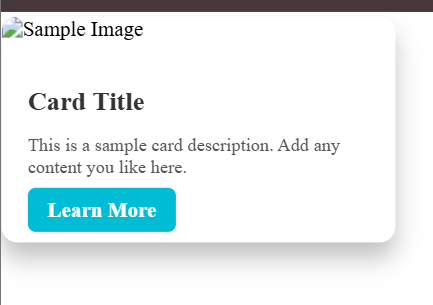 Sample Image
Card Title
This is a sample card description. Add any
content you like here.
Learn More